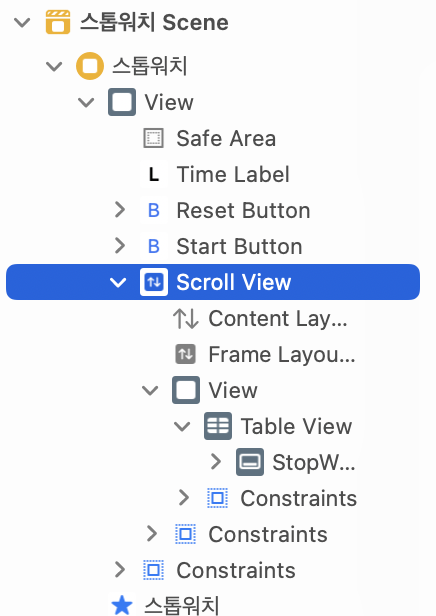 스톱워치 Scene
스톱워치
View
Safe Area
L Time Label
B Reset Button
B Start Button
Scroll View
Content Lay...
Frame Layou...
View
Table View
StopW...
Constraints
Constraints
Constraints
스톱워치